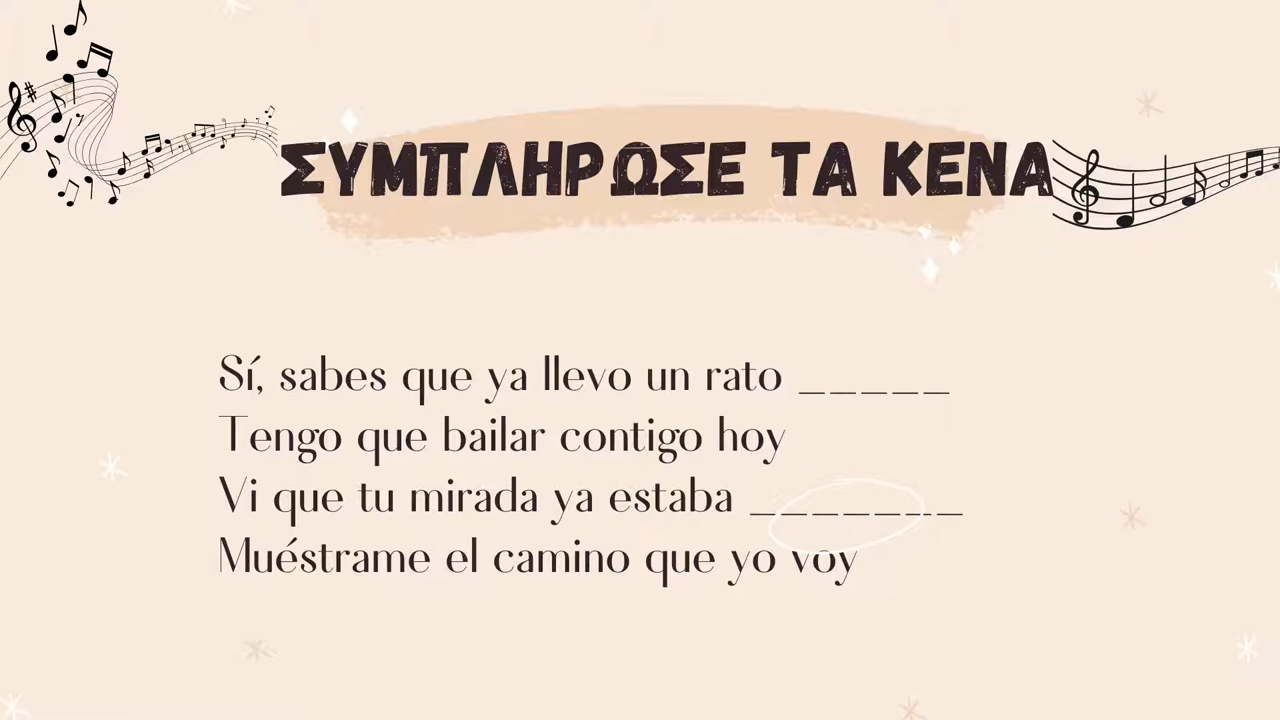 ΣΥΜΠΛΗΡΩΣΕ ΤΑ ΚΕΝΑ
Sí, sabes que ya llevo un rato _____
Tengo que bailar contigo hoy
Vi que tu mirada ya estaba _______
Muéstrame el camino que yo voy